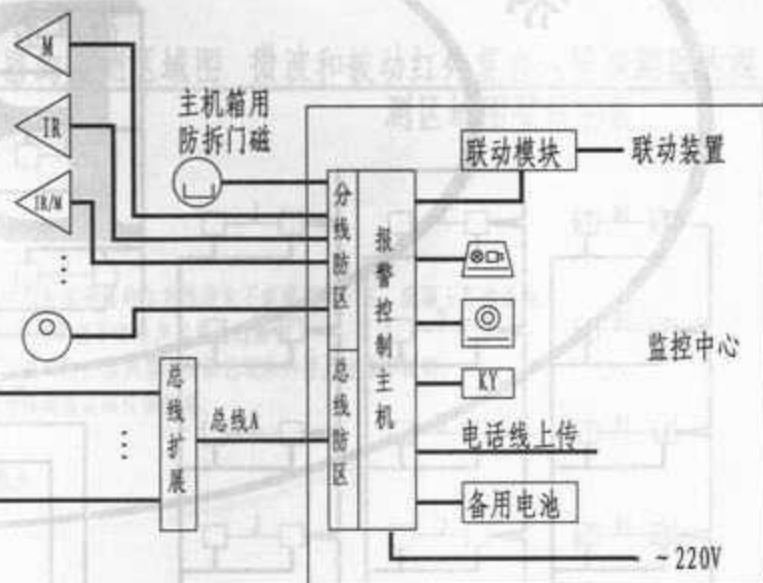 M
IR
IR/M
主机箱用
防拆门磁
分线防区
总线防区
报警控制主机
联动模块
联动装置
KY
监控中心
总线扩展
总线A
电话线上传
备用电池
~220V